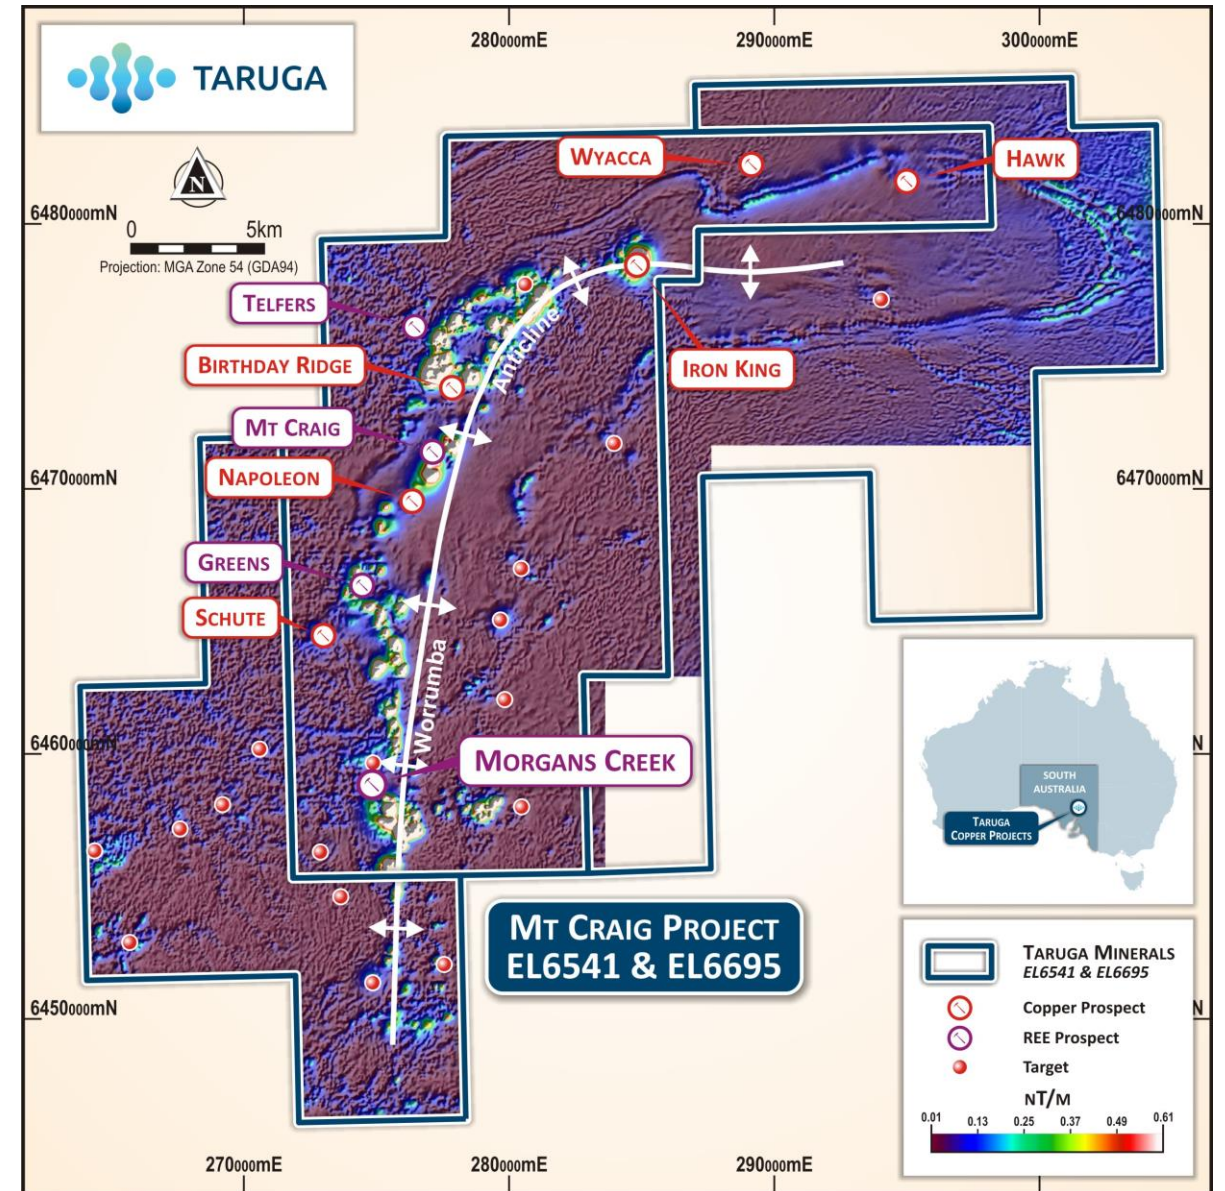 280000mE
290000mE
300000mE
TARUGA
N
0 5km
Projection: MGA Zone 54 (GDA94)
6480000mN
6480000mN
WYACCA
HAWK
TELFERS
BIRTHDAY RIDGE
IRON KING
Anticline
MT CRAIG
NAPOLEON
6470000mN
6470000mN
GREENS
SCHUTE
Worrumba
6460000mN
N
MORGANS CREEK
SOUTH
AUSTRALIA
TARUGA
COPPER PROJECTS
MT CRAIG PROJECT
EL6541 & EL6695
6450000mN
N
TARUGA MINERALS
EL6541 & EL6695
Copper Prospect
REE Prospect
Target
NT/M
0.01 0.13 0.25 0.37 0.49 0.61
270000mE
280000mE
290000mE